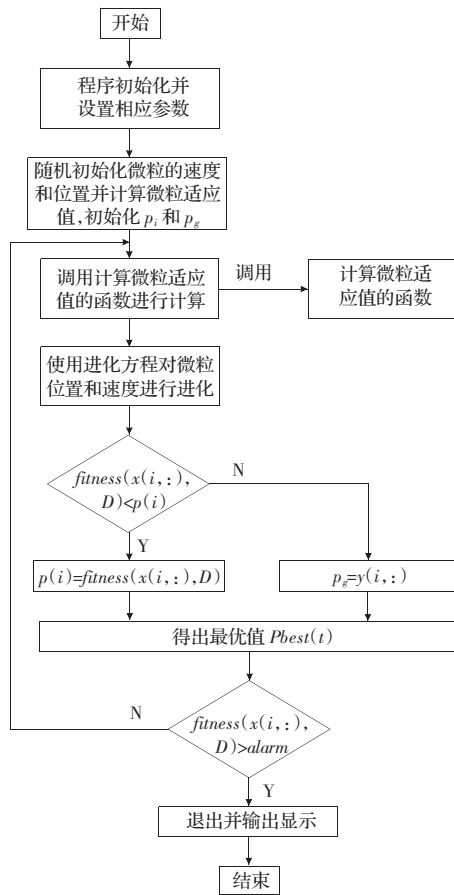 开始
程序初始化并
设置相应参数
随机初始化微粒的速度
和位置并计算微粒适应
值,初始化 p_i 和 p_g
调用计算微粒适应
值的函数进行计算
调用
计算微粒适
应值的函数
使用进化方程对微粒
位置和速度进行进化
fitness(x(i,:),
D)<p(i)
N
Y
p(i)=fitness(x(i,:),D)
p_g=y(i,:)
得出最优值 Pbest(t)
N
fitness(x(i,:),
D)>alarm
Y
退出并输出显示
结束